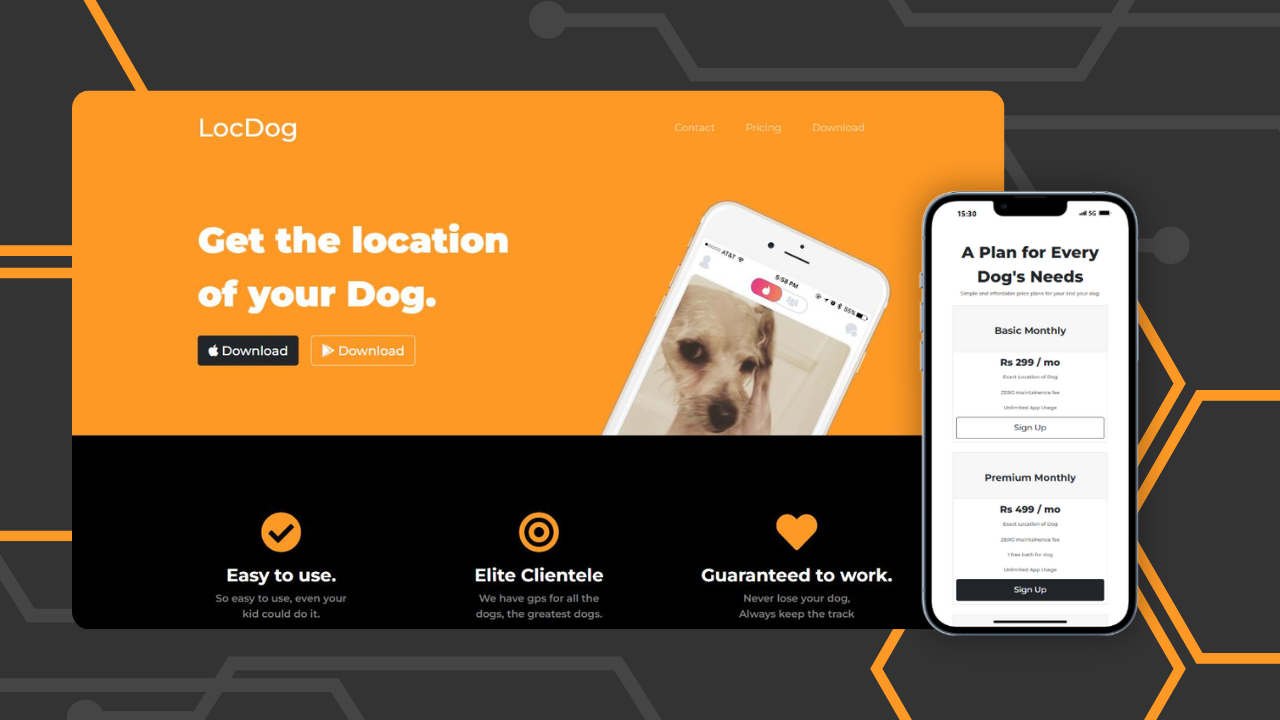 LocDog
Contact Pricing Download
Get the location
of your Dog.
Download Download
AT&T 5:58 PM 55%
Easy to use.
So easy to use, even your
kid could do it.
Elite Clientele
We have gps for all the
dogs, the greatest dogs.
Guaranteed to work.
Never lose your dog,
Always keep the track
15:30 5G
A Plan for Every
Dog's Needs
Simple and affordable price plans for your and your dog.
Basic Monthly
Rs 299 / mo
Exact Location of Dog
ZERO maintainence fee
Unlimited App Usage
Sign Up
Premium Monthly
Rs 499 / mo
Exact Location of Dog
ZERO maintainence fee
1 free bath for dog
Unlimited App Usage
Sign Up